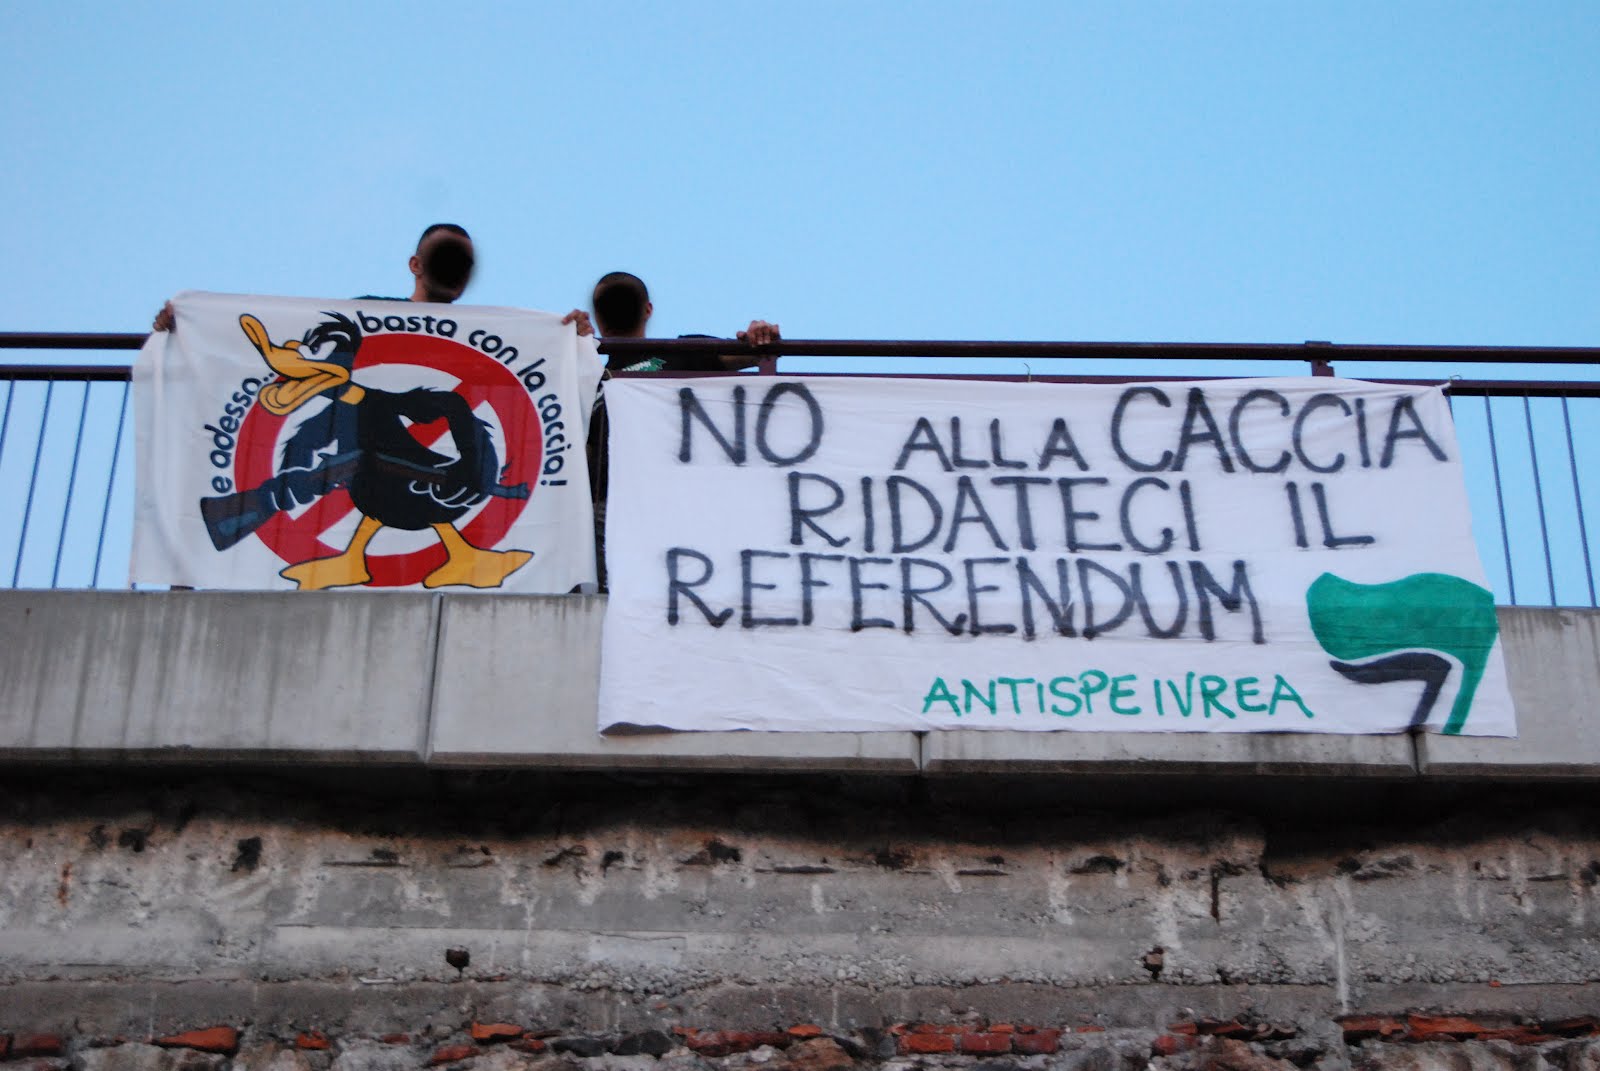 e adesso... basta con la caccia!
NO ALLA CACCIA
RIDATECI IL
REFERENDUM
ANTISPE IVREA